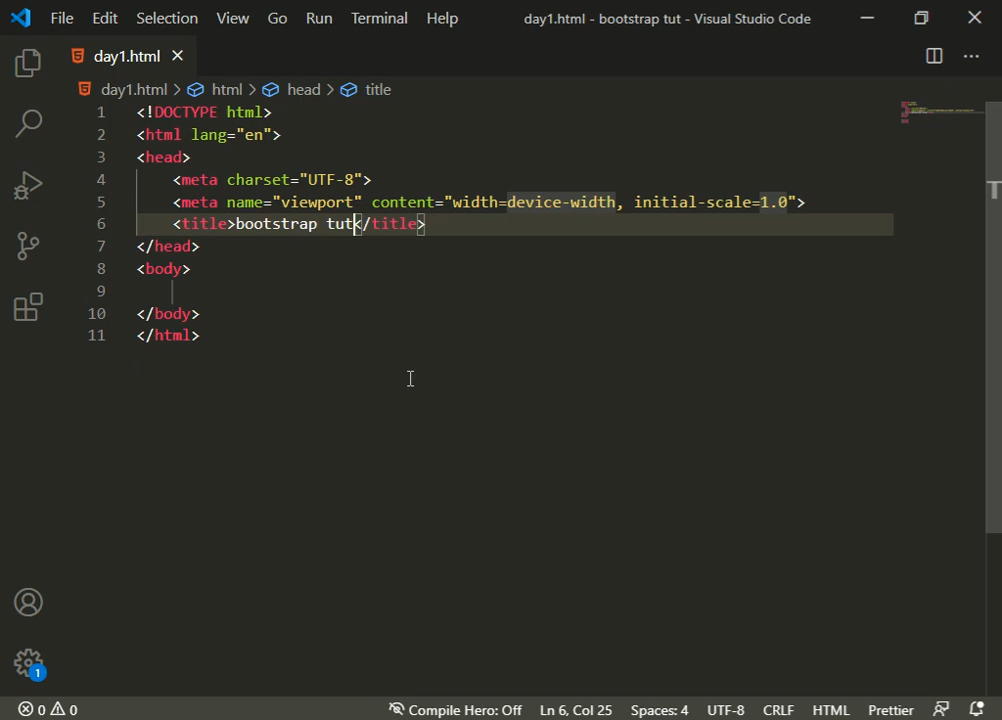 File Edit Selection View Go Run Terminal Help day1.html - bootstrap tut - Visual Studio Code
day1.html
day1.html > html > head > title
1 <!DOCTYPE html>
2 <html lang="en">
3 <head>
4 <meta charset="UTF-8">
5 <meta name="viewport" content="width=device-width, initial-scale=1.0">
6 <title>bootstrap tut</title>
7 </head>
8 <body>
9
10 </body>
11 </html>
1
0 0 Compile Hero: Off Ln 6, Col 25 Spaces: 4 UTF-8 CRLF HTML Prettier